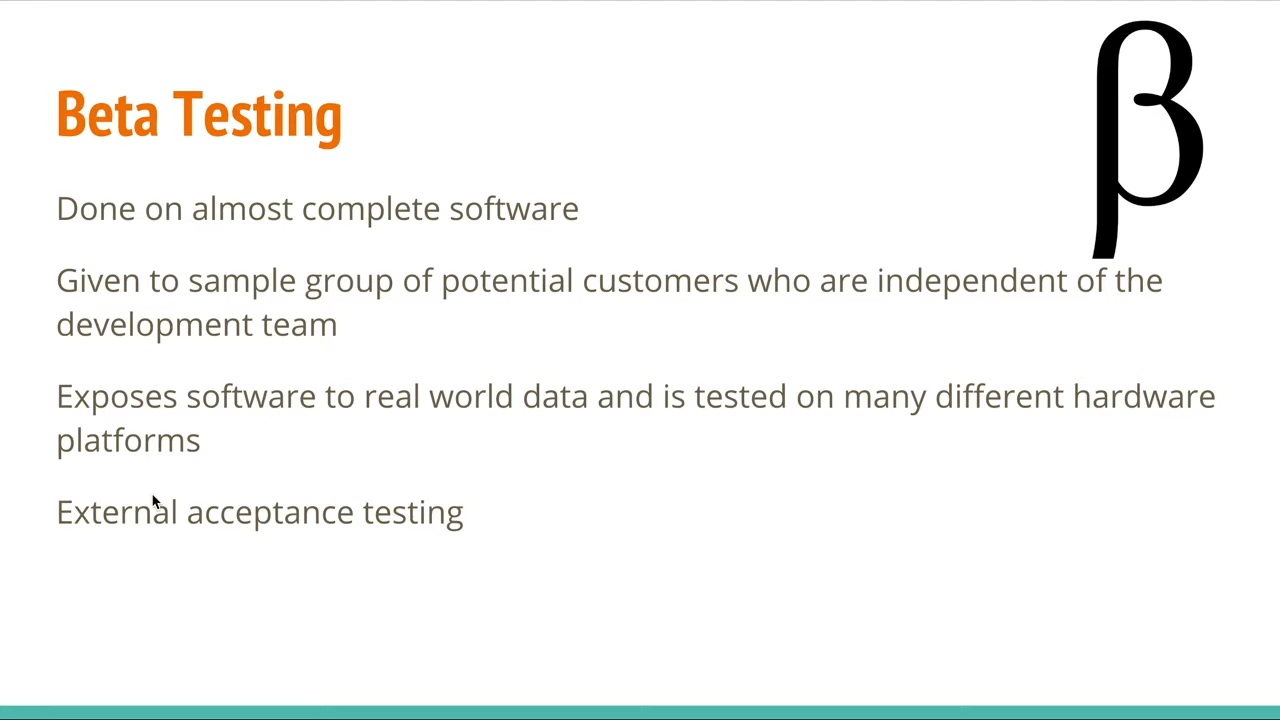 β
Beta Testing
Done on almost complete software
Given to sample group of potential customers who are independent of the
development team
Exposes software to real world data and is tested on many different hardware
platforms
External acceptance testing